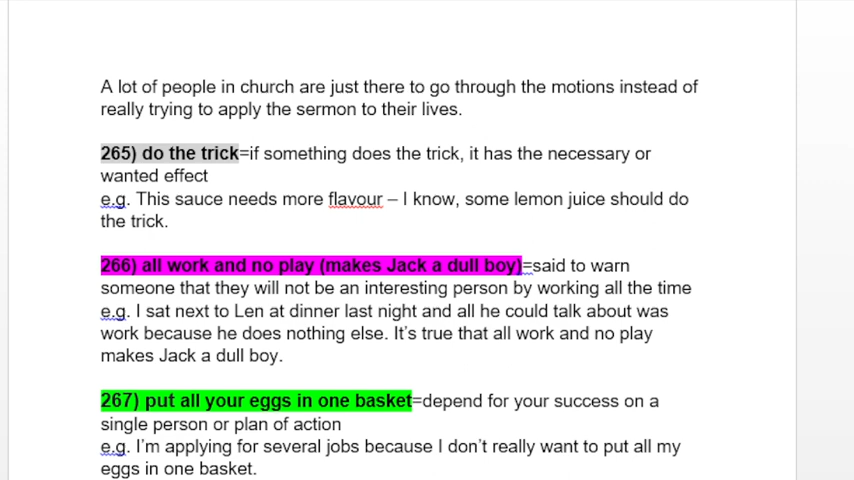 A lot of people in church are just there to go through the motions instead of
really trying to apply the sermon to their lives.
265) do the trick=if something does the trick, it has the necessary or
wanted effect
e.g. This sauce needs more flavour – I know, some lemon juice should do
the trick.
266) all work and no play (makes Jack a dull boy)=said to warn
someone that they will not be an interesting person by working all the time
e.g. I sat next to Len at dinner last night and all he could talk about was
work because he does nothing else. It’s true that all work and no play
makes Jack a dull boy.
267) put all your eggs in one basket=depend for your success on a
single person or plan of action
e.g. I’m applying for several jobs because I don’t really want to put all my
eggs in one basket.